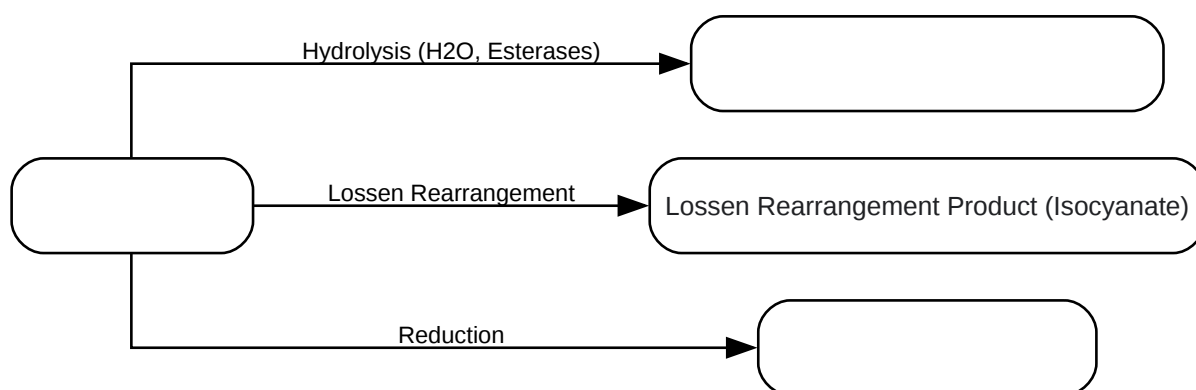 Hydrolysis (H2O, Esterases)
Lossen Rearrangement
Lossen Rearrangement Product (Isocyanate)
Reduction